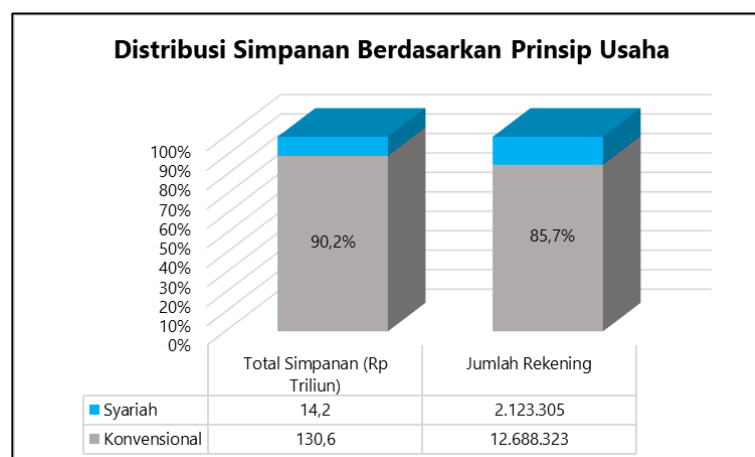 Distribusi Simpanan Berdasarkan Prinsip Usaha
100%
90%
80%
70%
60%
50%
40%
30%
20%
10%
0%
90,2%
85,7%
Total Simpanan (Rp
Triliun)
Jumlah Rekening
Syariah 14,2 2.123.305
Konvensional 130,6 12.688.323